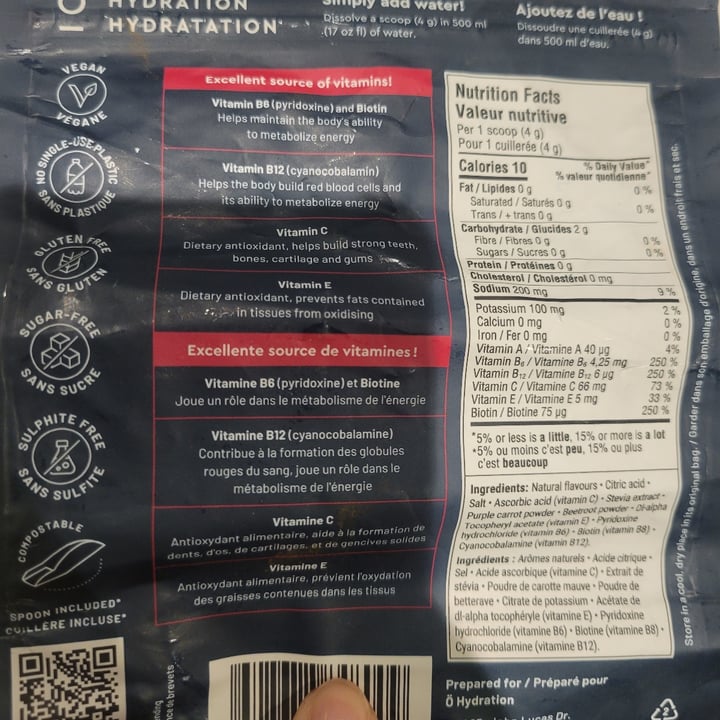 HYDRATION
HYDRATATION
Simply add water!
Dissolve a scoop (4 g) in 500 ml
(17 oz fl) of water.
Ajoutez de l'eau !
Dissoudre une cuillerée (4 g)
dans 500 ml d'eau.
VEGAN
VEGANE
NO SINGLE-USE PLASTIC
SANS PLASTIQUE
GLUTEN FREE
SANS GLUTEN
SUGAR-FREE
SANS SUCRE
SULPHITE FREE
SANS SULFITE
COMPOSTABLE
SPOON INCLUDED*
CUILLÈRE INCLUSE*
Excellent source of vitamins!
Vitamin B6 (pyridoxine) and Biotin
Helps maintain the body's ability
to metabolize energy
Vitamin B12 (cyanocobalamin)
Helps the body build red blood cells and
its ability to metabolize energy
Vitamin C
Dietary antioxidant, helps build strong teeth,
bones, cartilage and gums
Vitamin E
Dietary antioxidant, prevents fats contained
in tissues from oxidising
Excellente source de vitamines !
Vitamine B6 (pyridoxine) et Biotine
Joue un rôle dans le métabolisme de l'énergie
Vitamine B12 (cyanocobalamine)
Contribue à la formation des globules
rouges du sang, joue un rôle dans le
métabolisme de l'énergie
Vitamine C
Antioxydant alimentaire, aide à la formation de
dents, d'os, de cartilages, et de gencives solides
Vitamine E
Antioxydant alimentaire, prévient l'oxydation
des graisses contenues dans les tissus
Nutrition Facts
Valeur nutritive
Per 1 scoop (4 g)
Pour 1 cuillerée (4 g)
Calories 10
% Daily Value*
% valeur quotidienne*
Fat / Lipides 0 g 0 %
Saturated / Saturés 0 g
+ Trans / + trans 0 g 0 %
Carbohydrate / Glucides 2 g
Fibre / Fibres 0 g 0 %
Sugars / Sucres 0 g 0 %
Protein / Protéines 0 g
Cholesterol / Cholestérol 0 mg
Sodium 200 mg 9 %
Potassium 100 mg 2 %
Calcium 0 mg 0 %
Iron / Fer 0 mg 0 %
Vitamin A / Vitamine A 40 µg 4%
Vitamin B₆ / Vitamine B₆ 4,25 mg 250 %
Vitamin B₁₂ / Vitamine B₁₂ 6 µg 250 %
Vitamin C / Vitamine C 66 mg 73 %
Vitamin E / Vitamine E 5 mg 33 %
Biotin / Biotine 75 µg 250 %
*5% or less is a little, 15% or more is a lot
*5% ou moins c'est peu, 15% ou plus
c'est beaucoup
Ingredients: Natural flavours • Citric acid •
Salt • Ascorbic acid (vitamin C) • Stevia extract •
Purple carrot powder • Beetroot powder • Dl-alpha
Tocopheryl acetate (vitamin E) • Pyridoxine
hydrochloride (vitamin B6) • Biotin (vitamin B8) •
Cyanocobalamine (vitamin B12).
Ingrédients : Arômes naturels • Acide citrique •
Sel • Acide ascorbique (vitamine C) • Extrait de
stévia • Poudre de carotte mauve • Poudre de
betterave • Citrate de potassium • Acétate de
dl-alpha tocophéryle (vitamine E) • Pyridoxine
hydrochloride (vitamine B6) • Biotine (vitamine B8) •
Cyanocobalamine (vitamine B12).
Store in a cool, dry place in its original bag. / Garder dans son emballage d'origine, dans un endroit frais et sec.
Prepared for / Préparé pour
Ö Hydration
Lucas Dr.
de brevets
2